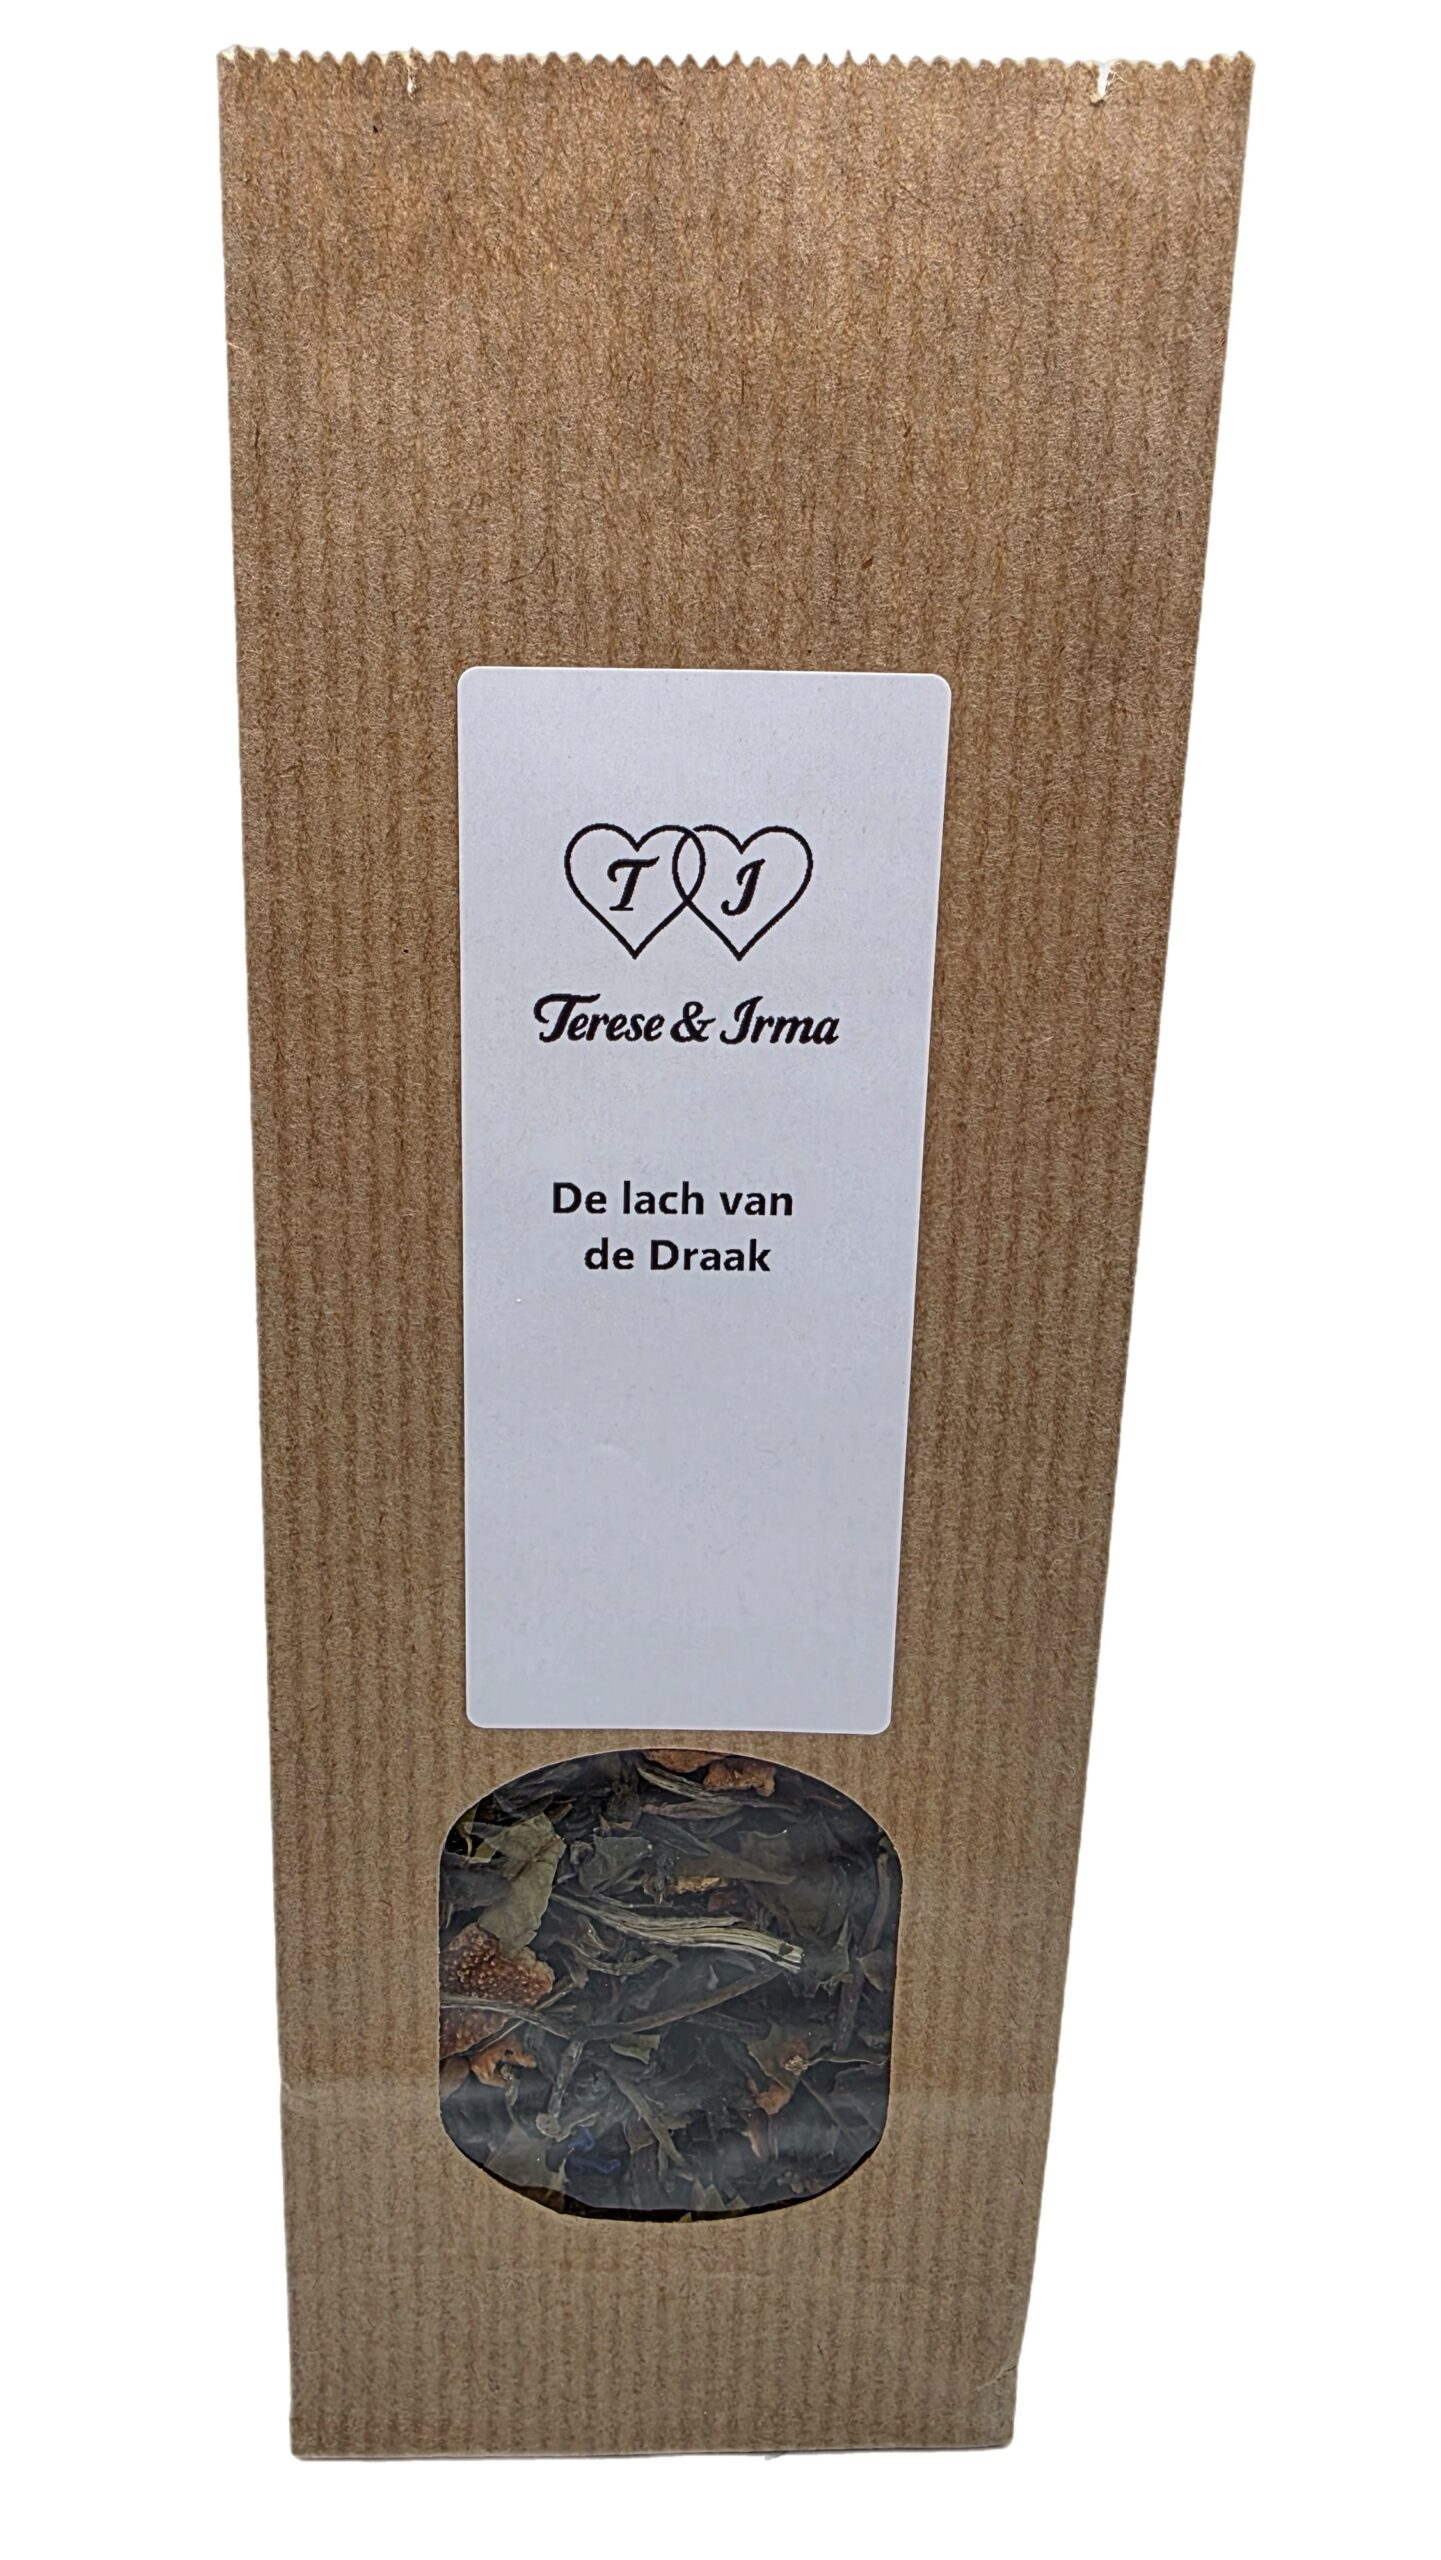 T J
Terese & Irma
De lach van
de Draak